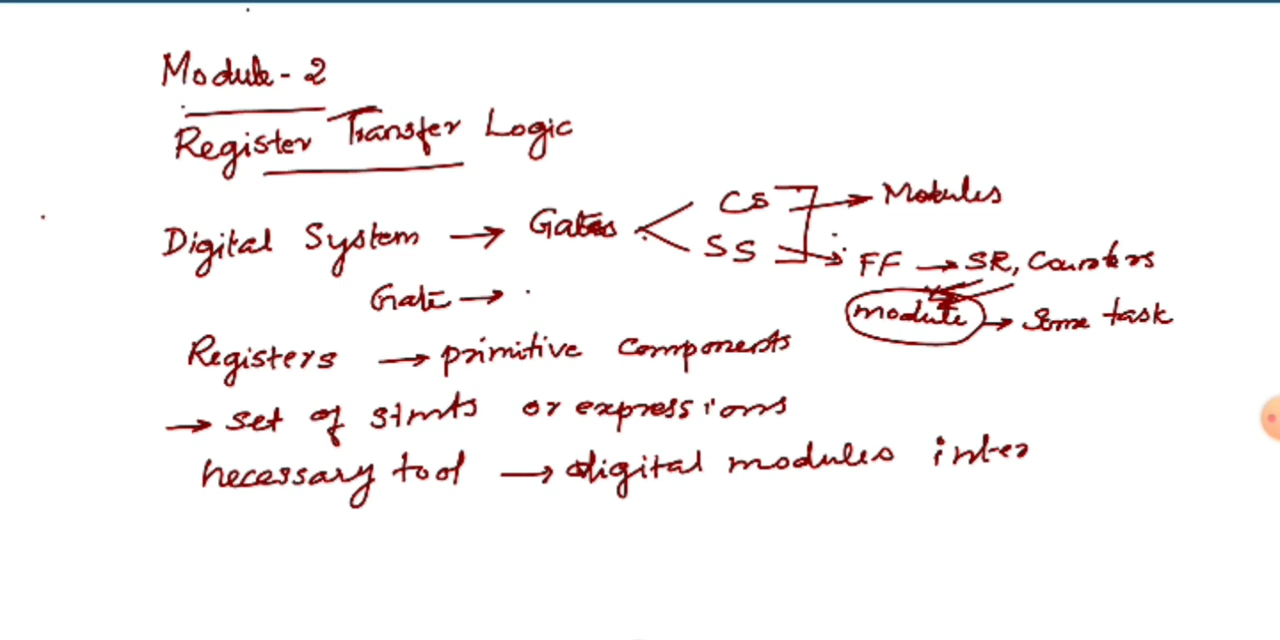 Module - 2
Register Transfer Logic
CS → Modules
Digital System → Gates < SS → FF → SR, Counters
Gate → module → Some task
Registers → primitive components
→ set of stmts or expressions
necessary tool → digital modules inter